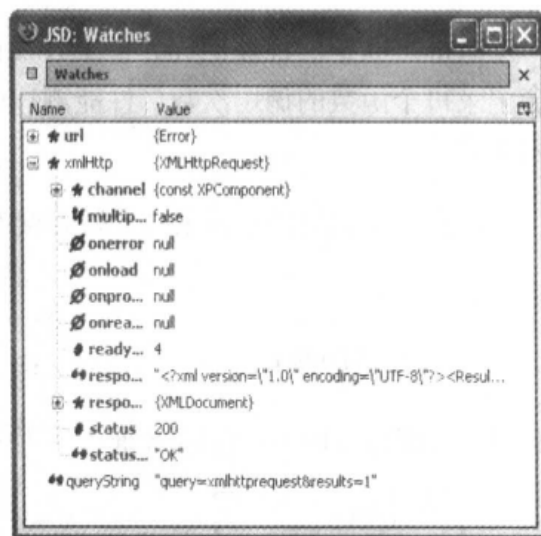 JSD: Watches
Watches
Name Value
url {Error}
xmlHttp {XMLHttpRequest}
channel {const XPComponent}
multip... false
onerror null
onload null
onpro... null
onrea... null
ready... 4
respo... "<?xml version=\"1.0\" encoding=\"UTF-8\"?><Resul...
respo... {XMLDocument}
status 200
status... "OK"
queryString "query=xmlhttprequest&results=1"